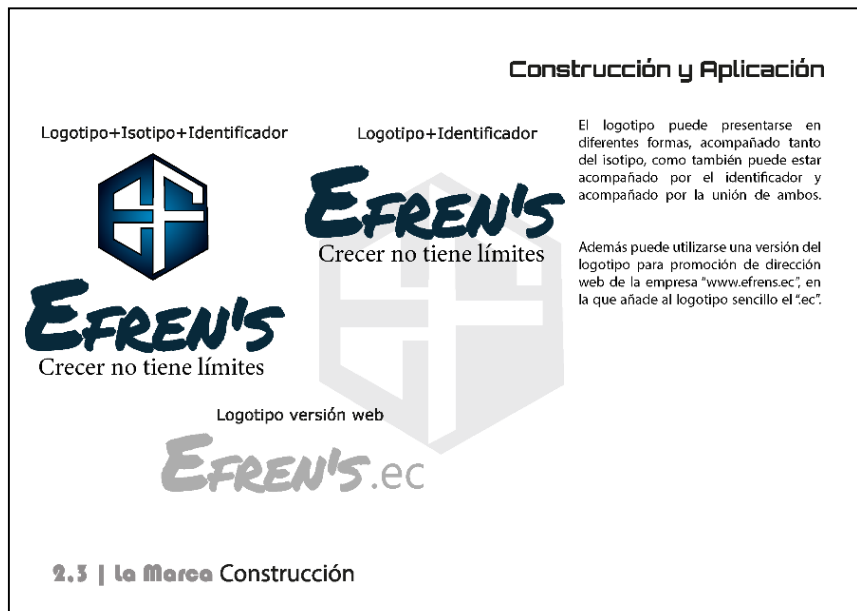 Construcción y Aplicación
Logotipo+Isotipo+Identificador
EF
EFREN'S
Crecer no tiene límites
Logotipo+Identificador
EFREN'S
Crecer no tiene límites
El logotipo puede presentarse en
diferentes formas, acompañado tanto
del isotipo, como también puede estar
acompañado por el identificador y
acompañado por la unión de ambos.
Además puede utilizarse una versión del
logotipo para promoción de dirección
web de la empresa "www.efrens.ec", en
la que añade al logotipo sencillo el ".ec".
Logotipo versión web
EFREN'S.ec
2.3 | La Marca Construcción